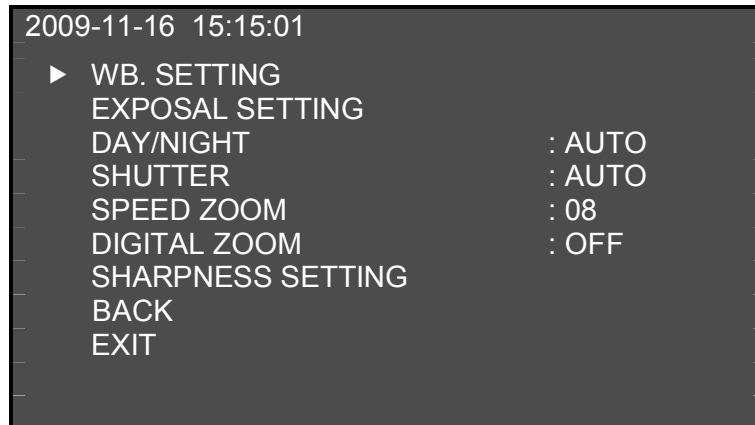 2009-11-16 15:15:01
WB. SETTING
EXPOSAL SETTING
DAY/NIGHT : AUTO
SHUTTER : AUTO
SPEED ZOOM : 08
DIGITAL ZOOM : OFF
SHARPNESS SETTING
BACK
EXIT